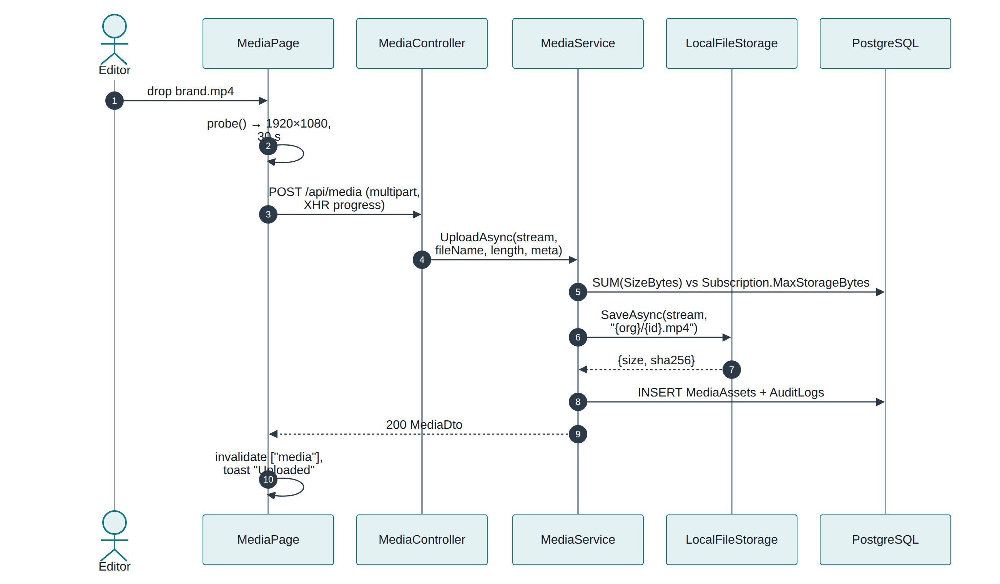 Editor
MediaPage
MediaController
MediaService
LocalFileStorage
PostgreSQL
drop brand.mp4
1
probe() → 1920×1080,
30 s
2
POST /api/media (multipart,
XHR progress)
3
UploadAsync(stream,
fileName, length, meta)
4
SUM(SizeBytes) vs Subscription.MaxStorageBytes
5
SaveAsync(stream,
"{org}/{id}.mp4")
6
{size, sha256}
7
INSERT MediaAssets + AuditLogs
8
200 MediaDto
9
invalidate ["media"],
toast "Uploaded"
10
Editor
MediaPage
MediaController
MediaService
LocalFileStorage
PostgreSQL